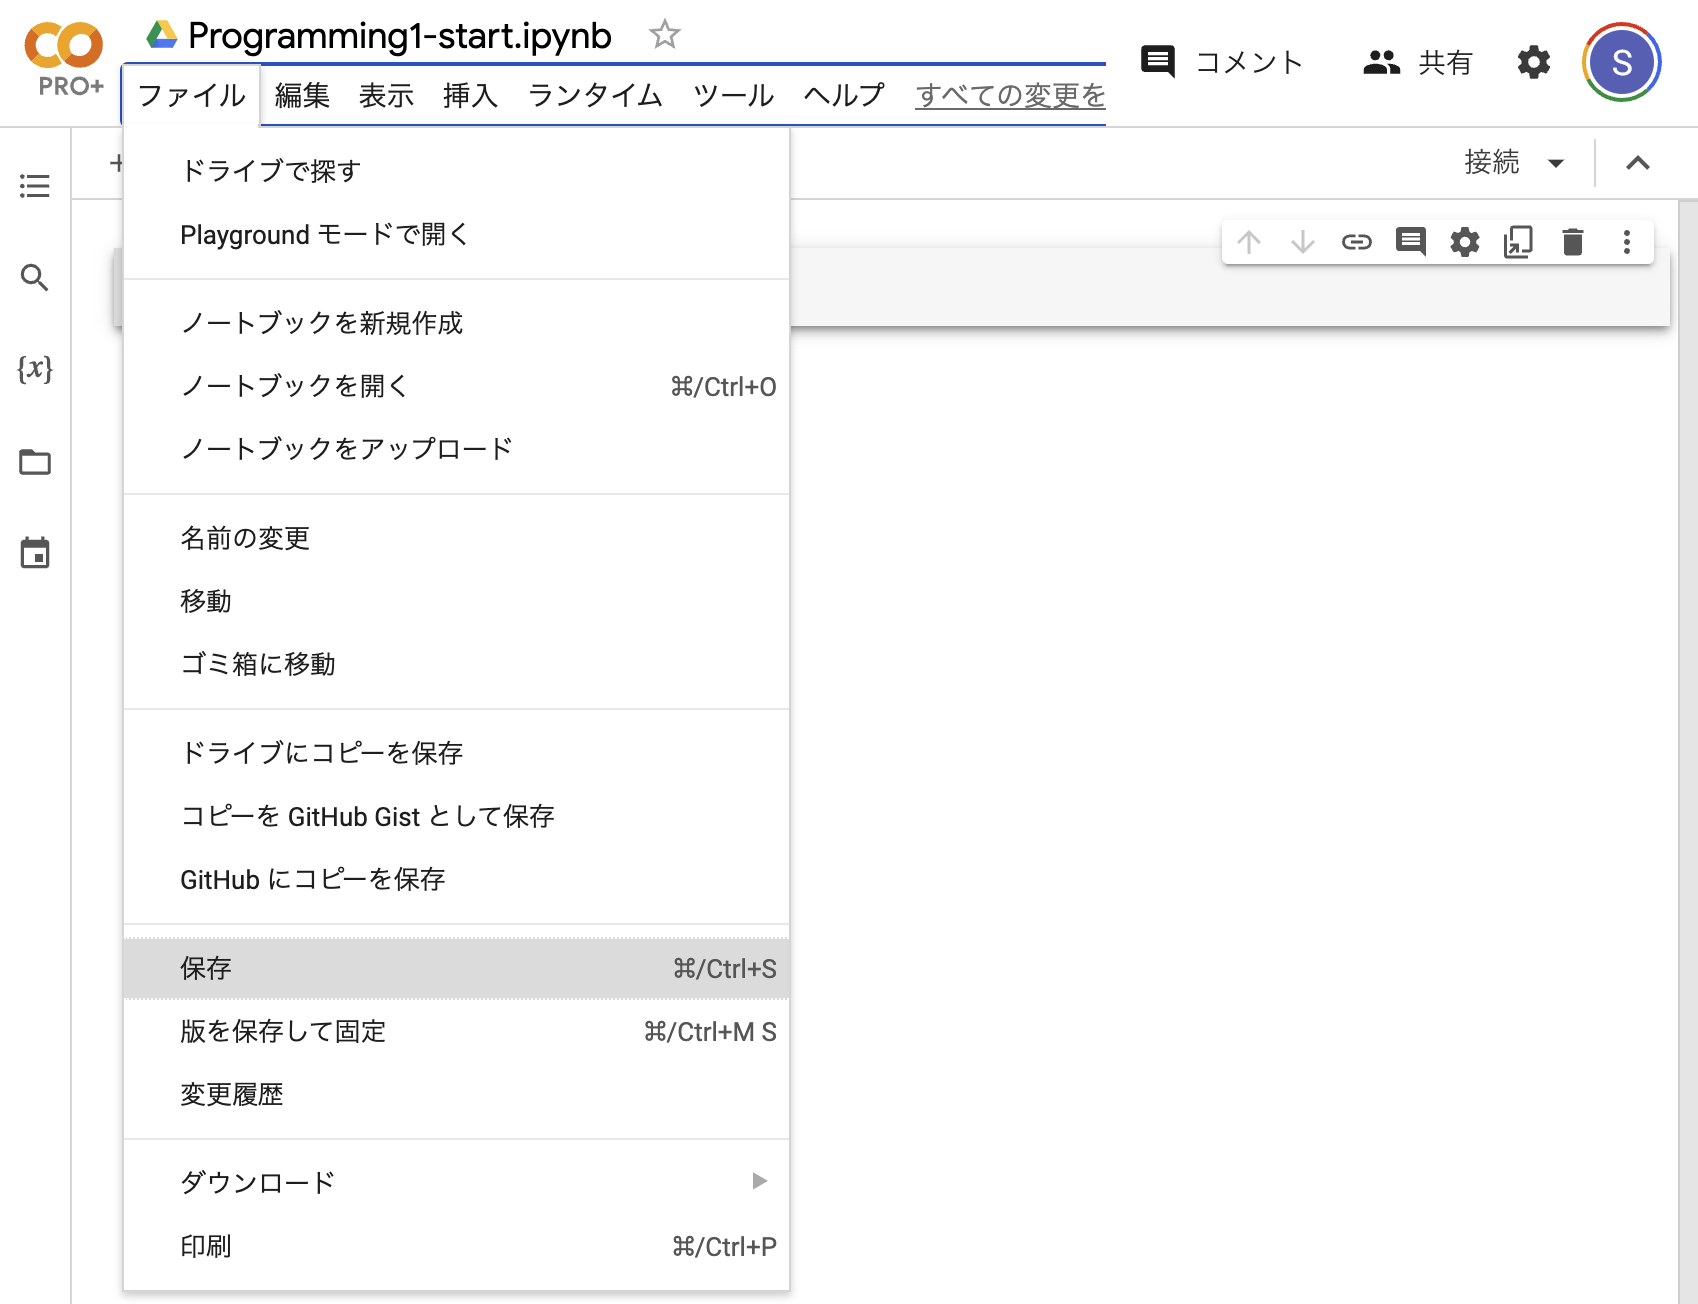 Programming1-start.ipynb
PRO+
コメント
共有
S
ファイル 編集 表示 挿入 ランタイム ツール ヘルプ すべての変更を
+
接続
{x}
ドライブで探す
Playground モードで開く
ノートブックを新規作成
ノートブックを開く ⌘/Ctrl+O
ノートブックをアップロード
名前の変更
移動
ゴミ箱に移動
ドライブにコピーを保存
コピーを GitHub Gist として保存
GitHub にコピーを保存
保存 ⌘/Ctrl+S
版を保存して固定 ⌘/Ctrl+M S
変更履歴
ダウンロード
印刷 ⌘/Ctrl+P